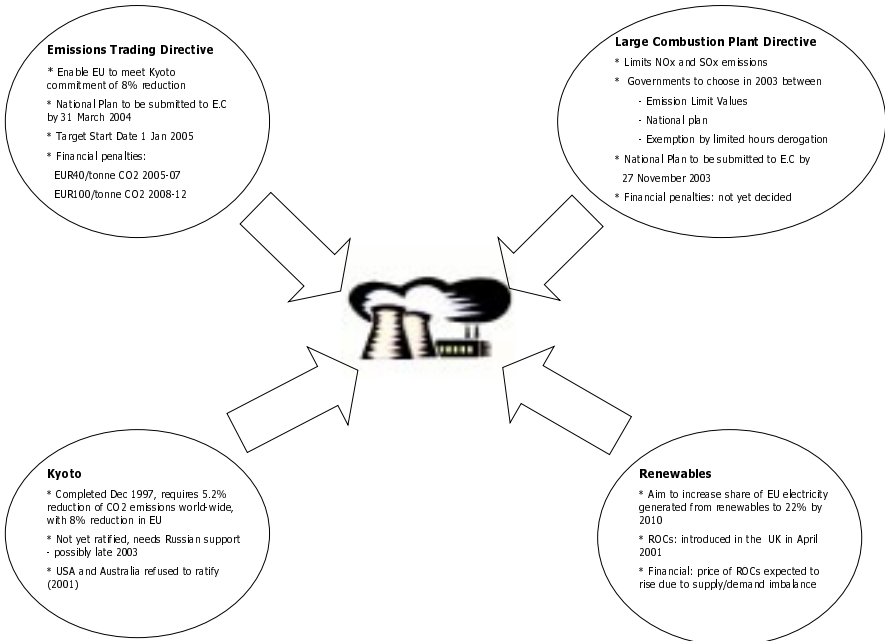 Emissions Trading Directive
* Enable EU to meet Kyoto
commitment of 8% reduction
* National Plan to be submitted to E.C
by 31 March 2004
* Target Start Date 1 Jan 2005
* Financial penalties:
EUR40/tonne CO2 2005-07
EUR100/tonne CO2 2008-12
Large Combustion Plant Directive
* Limits NOx and SOx emissions
* Governments to choose in 2003 between
- Emission Limit Values
- National plan
- Exemption by limited hours derogation
* National Plan to be submitted to E.C by
27 November 2003
* Financial penalties: not yet decided
Kyoto
* Completed Dec 1997, requires 5.2%
reduction of CO2 emissions world-wide,
with 8% reduction in EU
* Not yet ratified, needs Russian support
- possibly late 2003
* USA and Australia refused to ratify
(2001)
Renewables
* Aim to increase share of EU electricity
generated from renewables to 22% by
2010
* ROCs: introduced in the UK in April
2001
* Financial: price of ROCs expected to
rise due to supply/demand imbalance